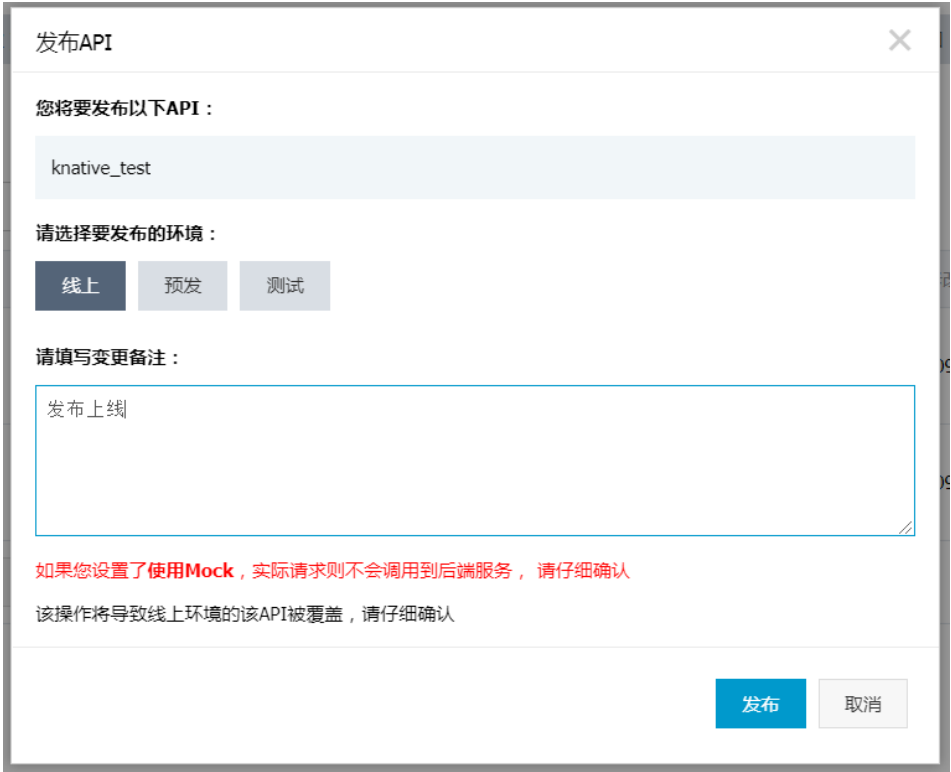 发布API
您将要发布以下API：
knative_test
请选择要发布的环境：
线上 预发 测试
请填写变更备注：
发布上线
如果您设置了使用Mock，实际请求则不会调用到后端服务， 请仔细确认
该操作将导致线上环境的该API被覆盖，请仔细确认
发布 取消